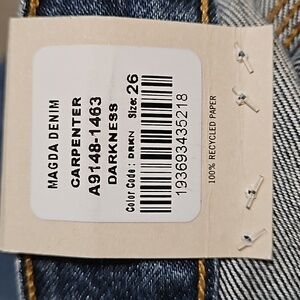 MAGDA DENIM
CARPENTER
A9148-1463
DARKNESS
Color Code: DRKN Size: 26
193693435218
100% RECYCLED PAPER